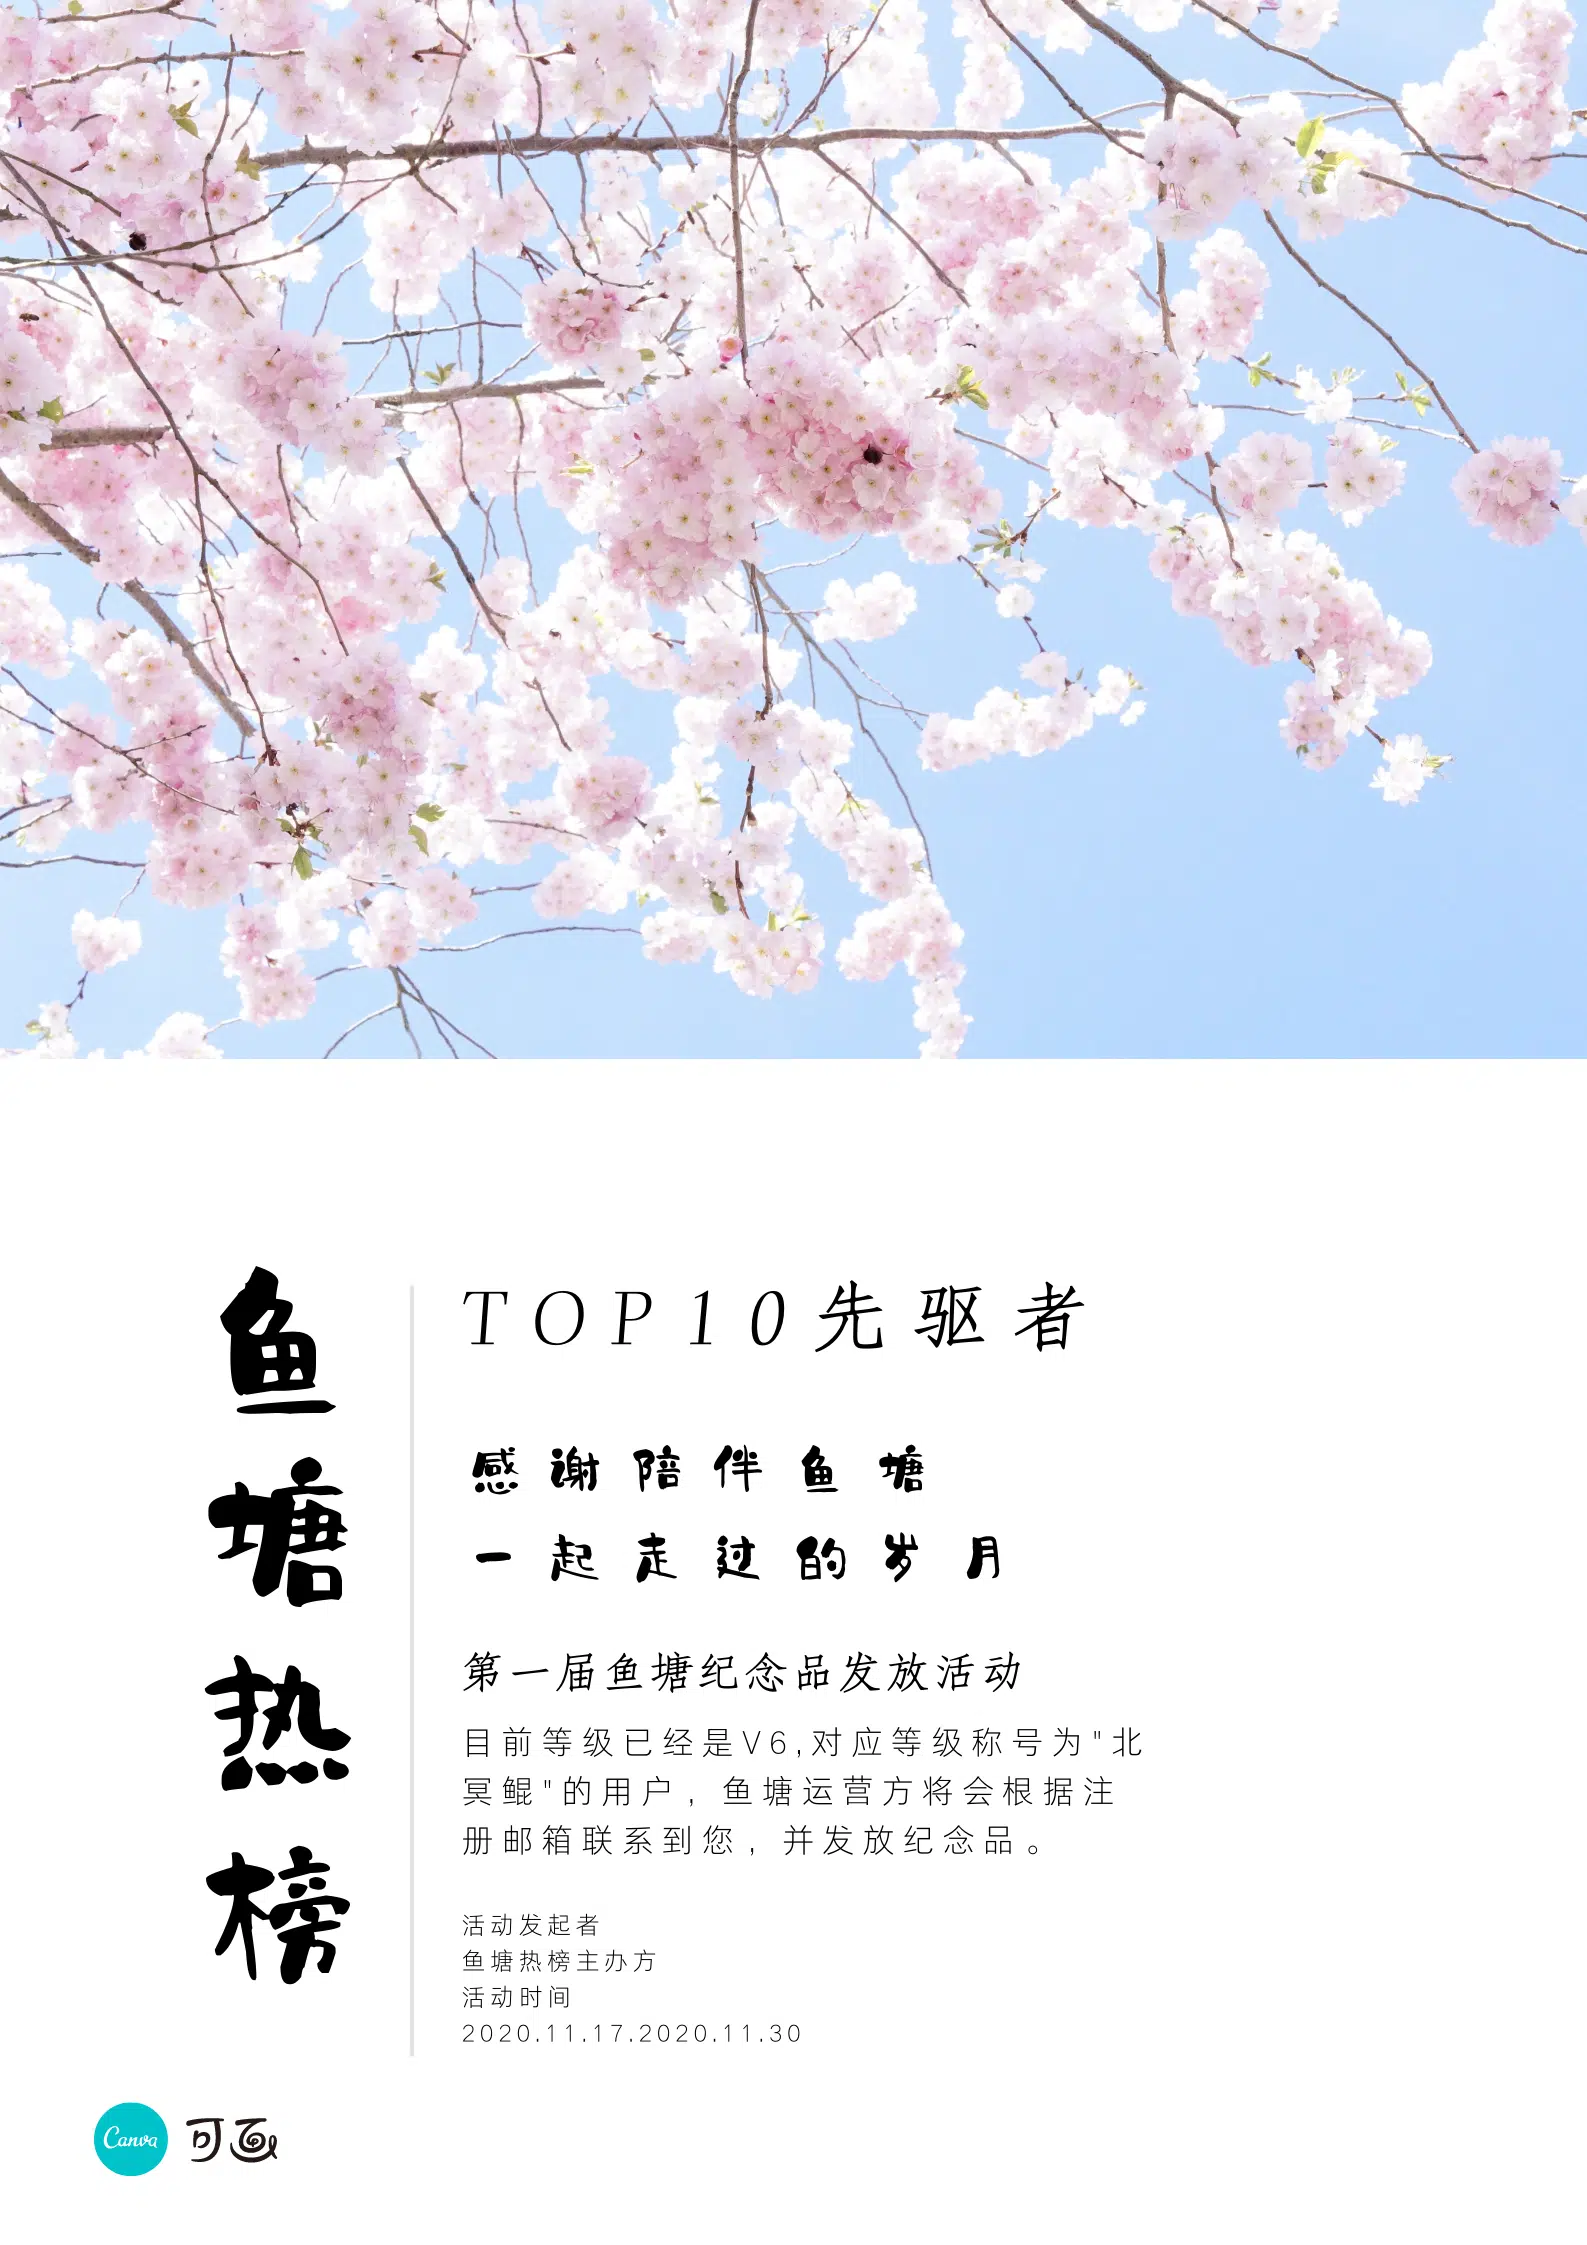 鱼塘热榜
TOP10先驱者
感谢陪伴鱼塘
一起走过的岁月
第一届鱼塘纪念品发放活动
目前等级已经是V6,对应等级称号为"北
冥鲲"的用户，鱼塘运营方将会根据注
册邮箱联系到您，并发放纪念品。
活动发起者
鱼塘热榜主办方
活动时间
2020.11.17.2020.11.30
Canva 可画